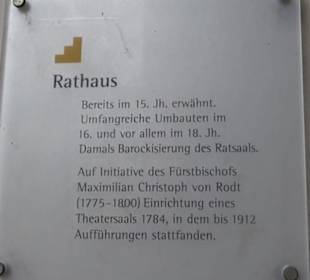 Rathaus
Bereits im 15. Jh. erwähnt.
Umfangreiche Umbauten im
16. und vor allem im 18. Jh.
Damals Barockisierung des Ratsaals.
Auf Initiative des Fürstbischofs
Maximilian Christoph von Rodt
(1775-1800) Einrichtung eines
Theatersaals 1784, in dem bis 1912
Aufführungen stattfanden.